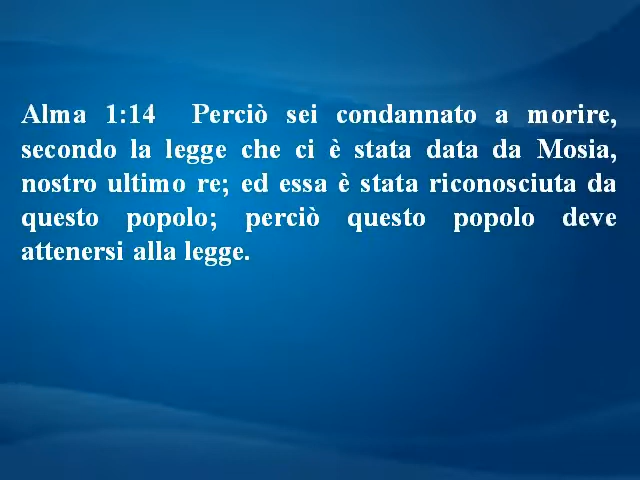 Alma 1:14 Perciò sei condannato a morire,
secondo la legge che ci è stata data da Mosia,
nostro ultimo re; ed essa è stata riconosciuta da
questo popolo; perciò questo popolo deve
attenersi alla legge.